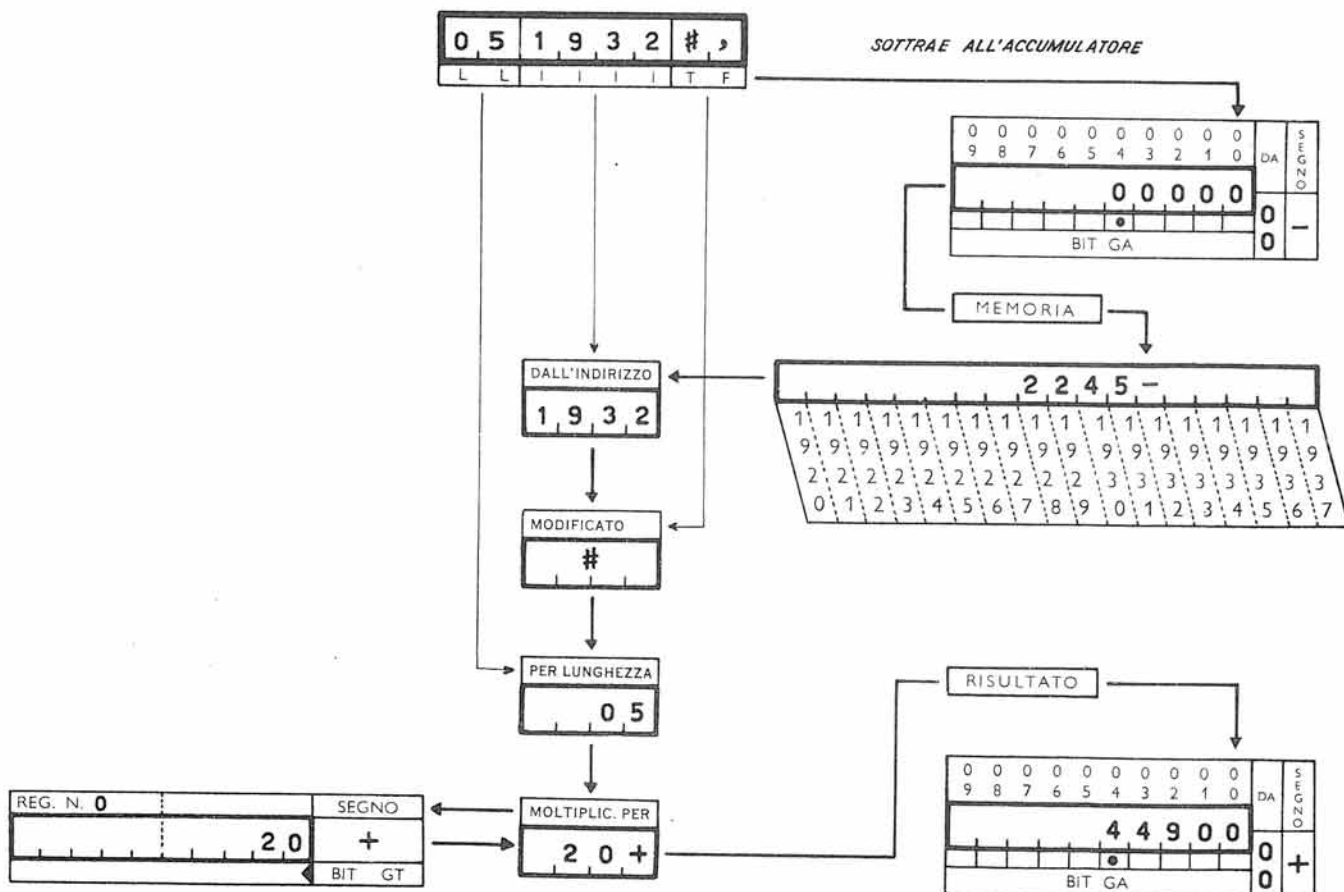 0 5 1 9 3 2 # ,
L L I I I I T F
SOTTRAE ALL'ACCUMULATORE
0 0 0 0 0 0 0 0 0 0
9 8 7 6 5 4 3 2 1 0
DA
SEGNO
0 0 0 0 0
0
0
-
BIT GA
MEMORIA
DALL'INDIRIZZO
1 9 3 2
2 2 4 5 -
1 1 1 1 1 1 1 1 1 1 1 1 1 1 1 1 1 1
9 9 9 9 9 9 9 9 9 9 9 9 9 9 9 9 9 9
2 2 2 2 2 2 2 2 2 2 3 3 3 3 3 3 3 3
0 1 2 3 4 5 6 7 8 9 0 1 2 3 4 5 6 7
MODIFICATO
#
PER LUNGHEZZA
0 5
RISULTATO
REG. N. 0
SEGNO
2 0
+
BIT GT
MOLTIPLIC. PER
2 0 +
0 0 0 0 0 0 0 0 0 0
9 8 7 6 5 4 3 2 1 0
DA
SEGNO
4 4 9 0 0
0
0
+
BIT GA